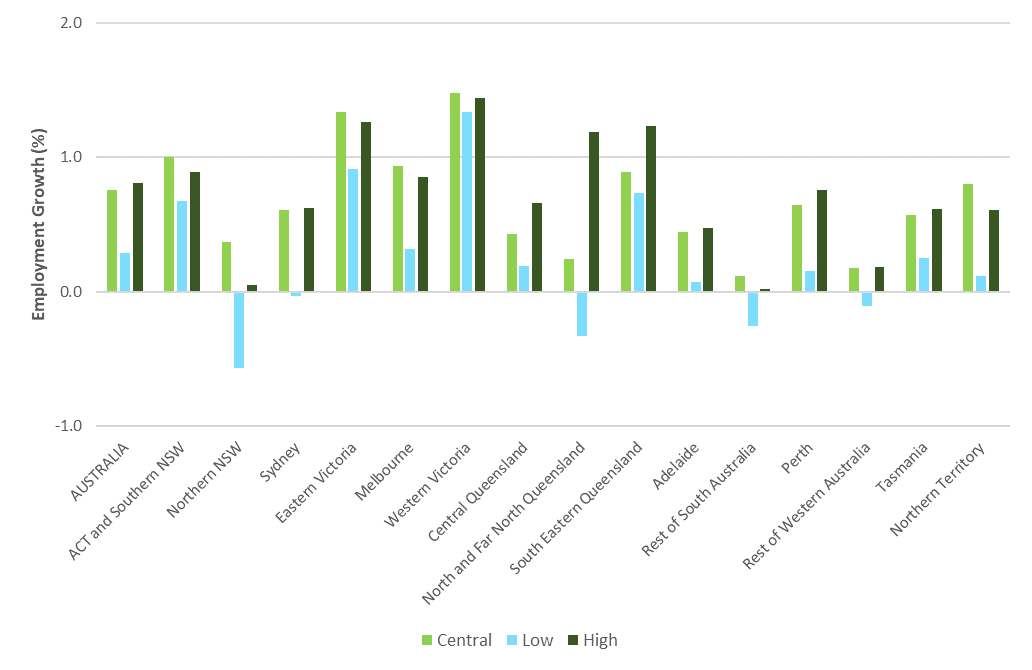 2.0
1.0
0.0
-1.0
Employment Growth (%)
AUSTRALIA
ACT and Southern NSW
Northern NSW
Sydney
Eastern Victoria
Melbourne
Western Victoria
Central Queensland
North and Far North Queensland
South Eastern Queensland
Adelaide
Rest of South Australia
Perth
Rest of Western Australia
Tasmania
Northern Territory
Central Low High